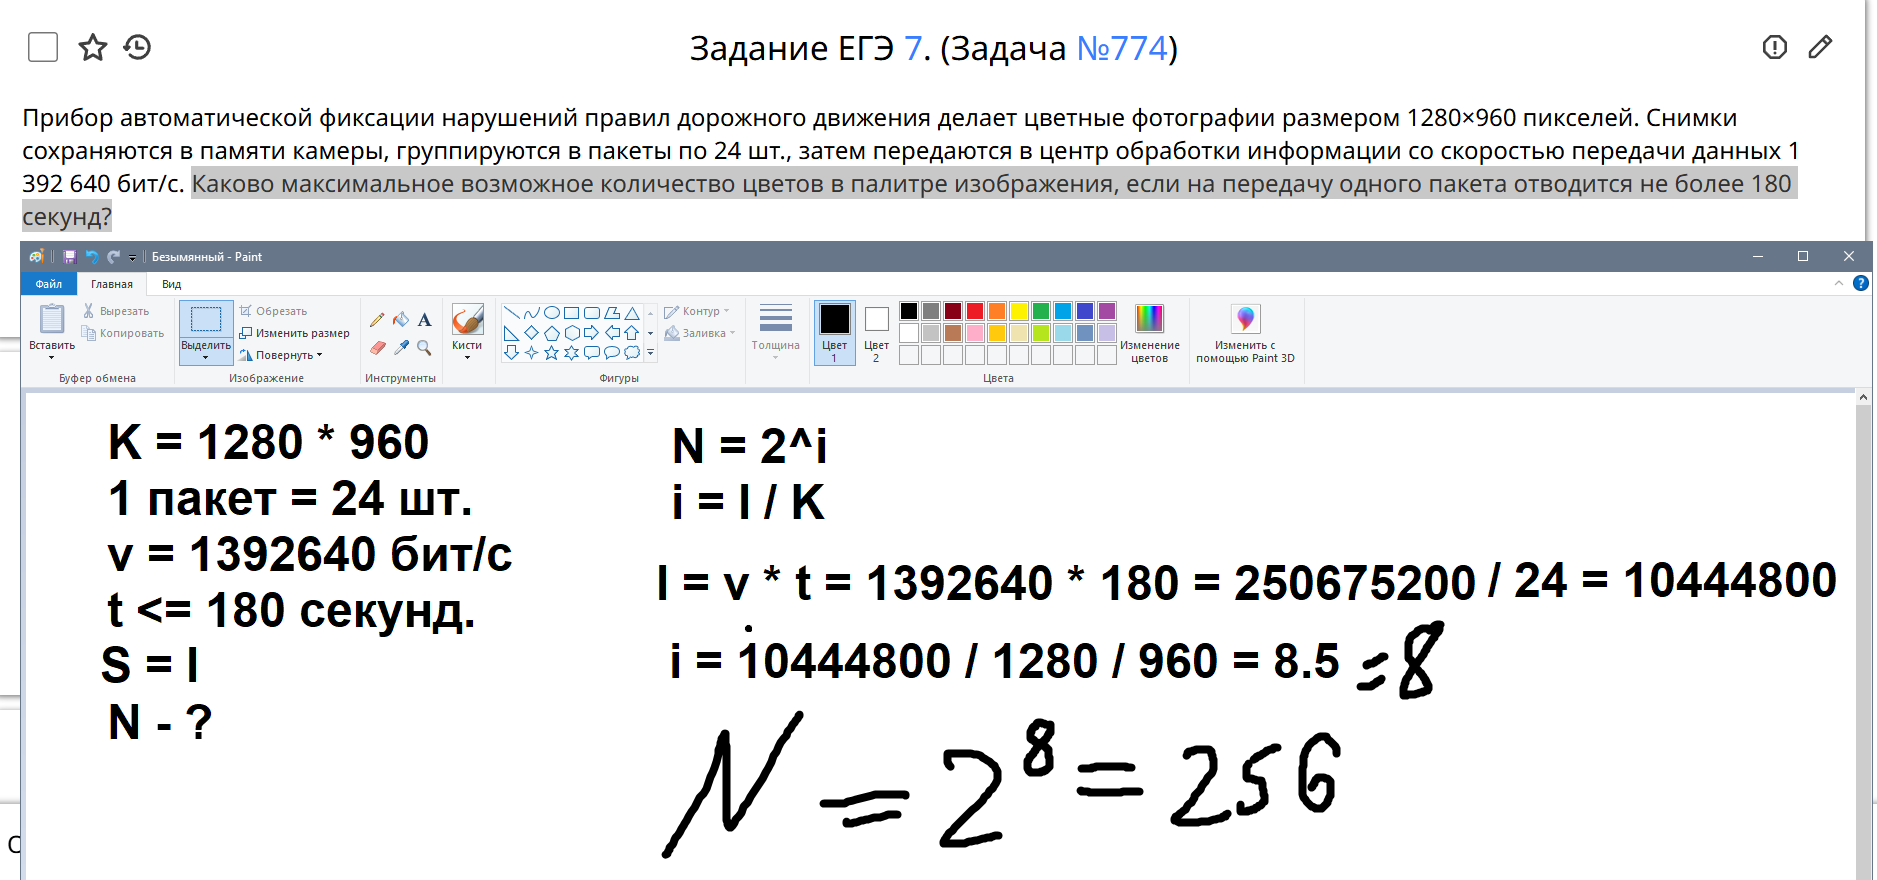 Задание ЕГЭ 7. (Задача №774)
Прибор автоматической фиксации нарушений правил дорожного движения делает цветные фотографии размером 1280×960 пикселей. Снимки
сохраняются в памяти камеры, группируются в пакеты по 24 шт., затем передаются в центр обработки информации со скоростью передачи данных 1
392 640 бит/с. Каково максимальное возможное количество цветов в палитре изображения, если на передачу одного пакета отводится не более 180
секунд?
Безымянный - Paint
Файл Главная Вид
Вставить
Вырезать
Копировать
Буфер обмена
Выделить
Обрезать
Изменить размер
Повернуть
Изображение
A
Инструменты
Кисти
Контур
Заливка
Фигуры
Толщина
Цвет
1
Цвет
2
Изменение
цветов
Цвета
Изменить с
помощью Paint 3D
K = 1280 * 960
1 пакет = 24 шт.
v = 1392640 бит/с
t <= 180 секунд.
S = I
N - ?
N = 2^i
i = I / K
I = v * t = 1392640 * 180 = 250675200 / 24 = 10444800
i = 10444800 / 1280 / 960 = 8.5 = 8
N = 2^8 = 256